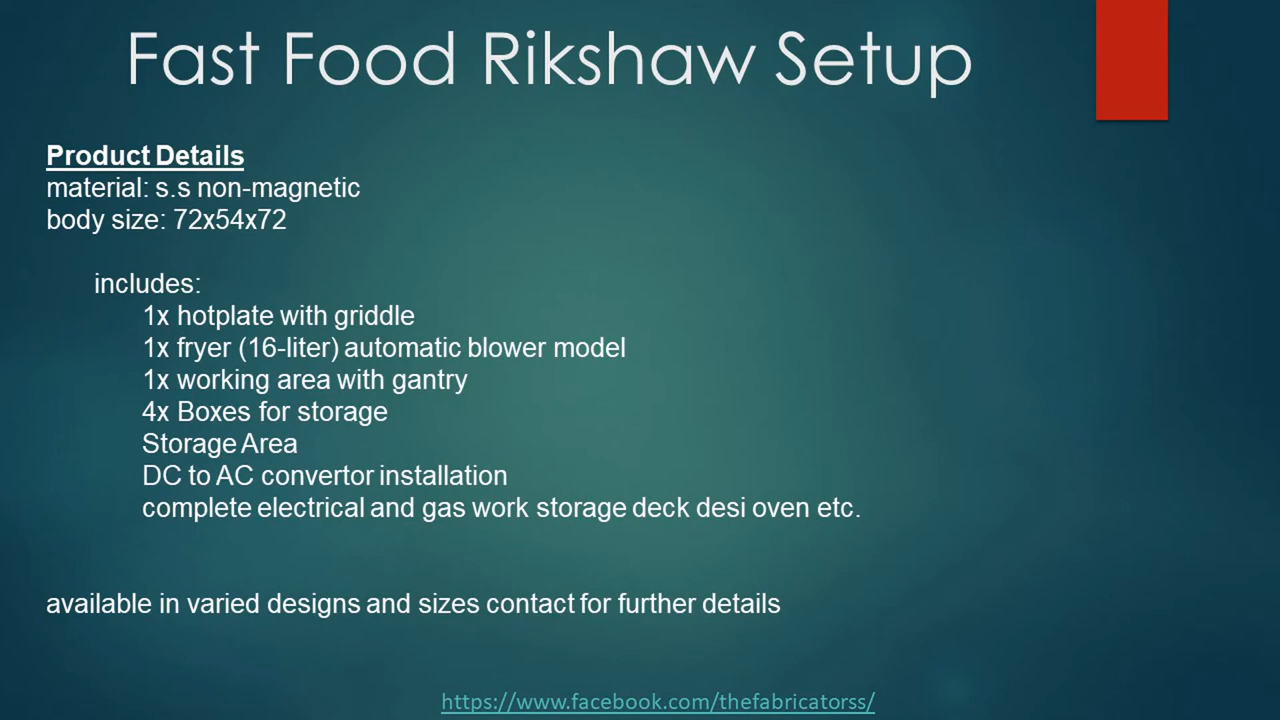 Fast Food Rikshaw Setup
Product Details
material: s.s non-magnetic
body size: 72x54x72
includes:
1x hotplate with griddle
1x fryer (16-liter) automatic blower model
1x working area with gantry
4x Boxes for storage
Storage Area
DC to AC convertor installation
complete electrical and gas work storage deck desi oven etc.
available in varied designs and sizes contact for further details
https://www.facebook.com/thefabricatorss/